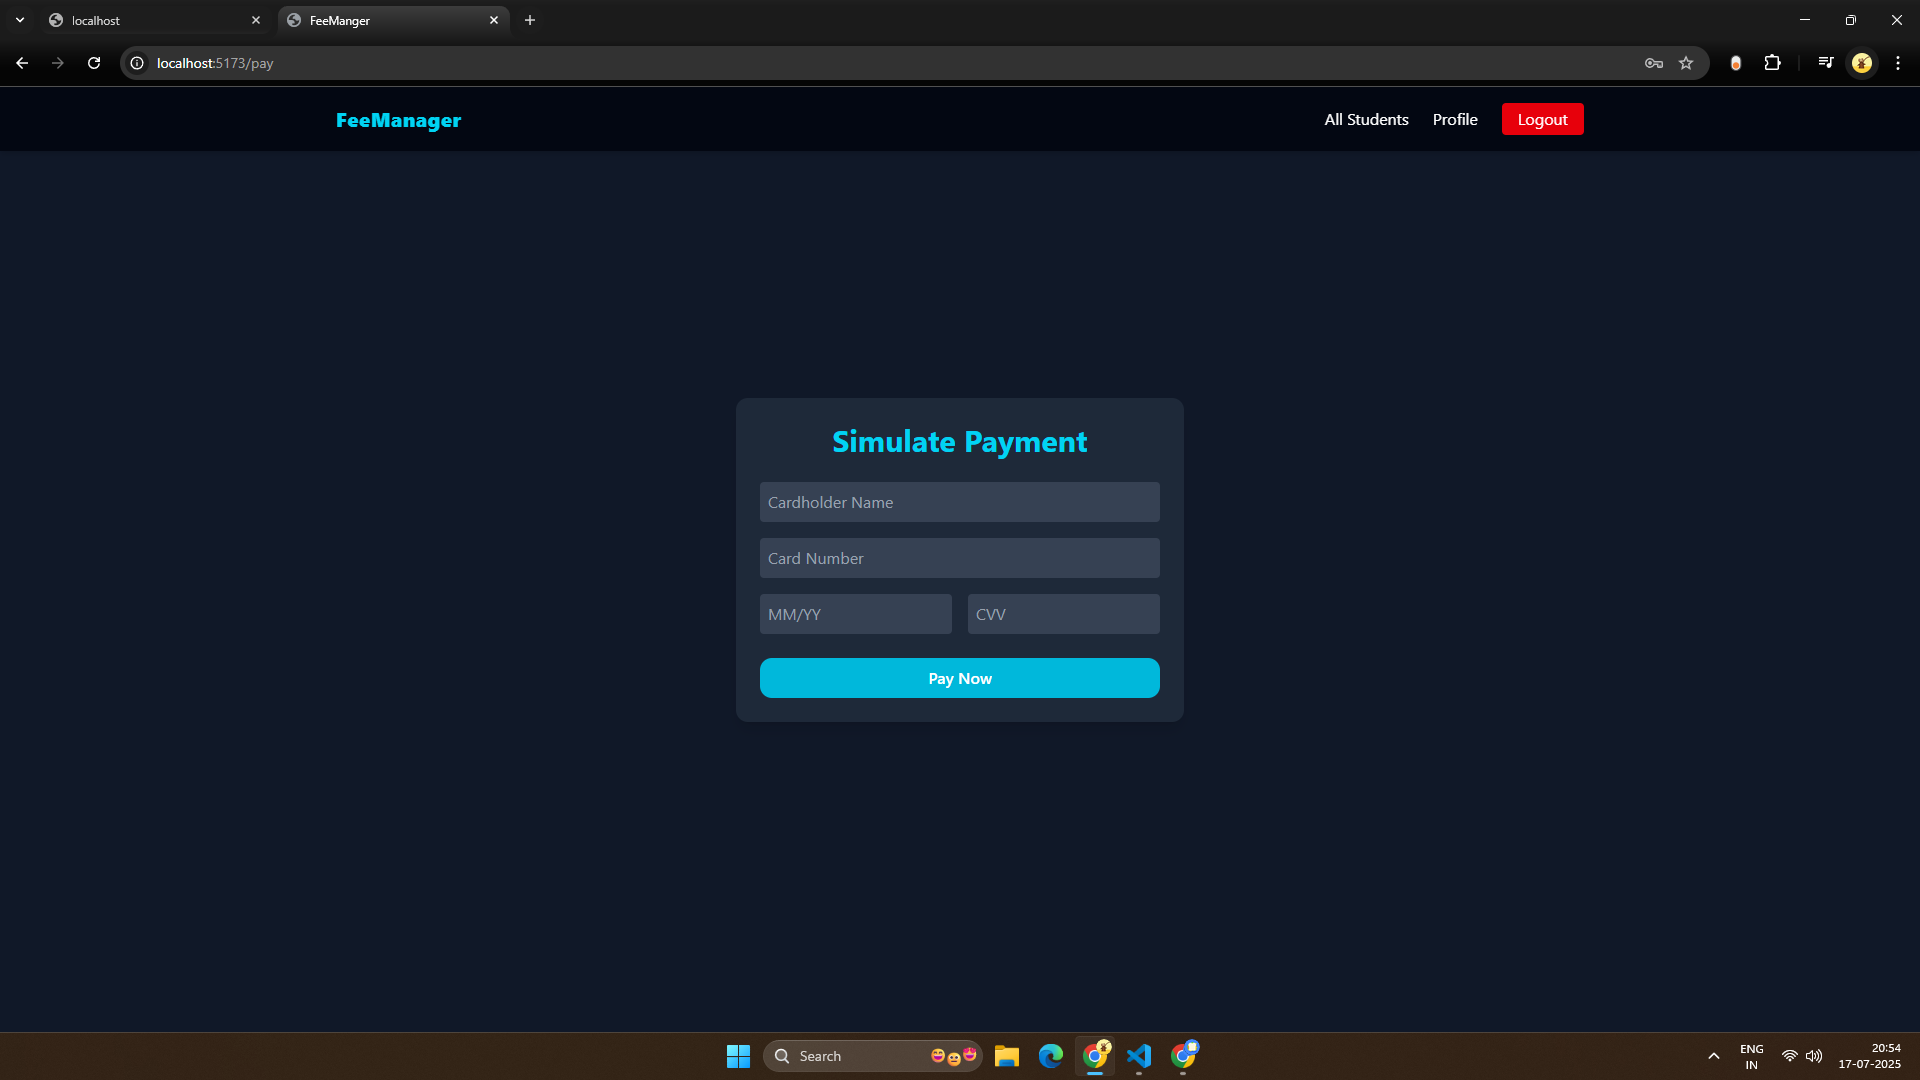 localhost
FeeManger
localhost:5173/pay
FeeManager
All Students
Profile
Logout
Simulate Payment
Cardholder Name
Card Number
MM/YY
CVV
Pay Now
Search
ENG
IN
20:54
17-07-2025